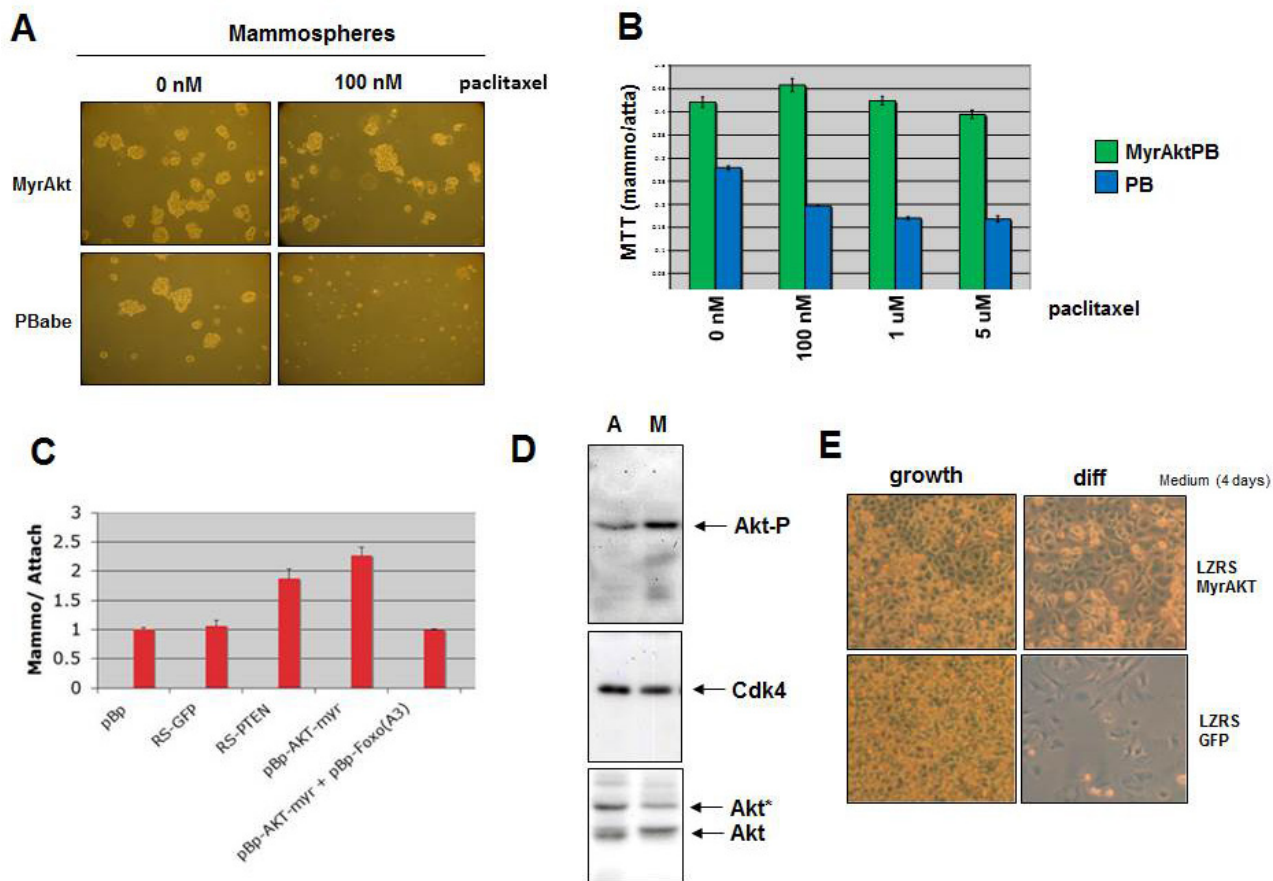 A
Mammospheres
0 nM
100 nM
paclitaxel
MyrAkt
PBabe
B
MTT (mammo/atta)
MyrAktPB
PB
0 nM
100 nM
1 uM
5 uM
paclitaxel
C
Mammo/ Attach
3
2.5
2
1.5
1
0.5
0
pBp
RS-GFP
RS-PTEN
pBp-AKT-myr
pBp-AKT-myr + pBp-Foxo(A3)
D
A M
Akt-P
Cdk4
Akt*
Akt
E
growth
diff
Medium (4 days)
LZRS
MyrAKT
LZRS
GFP